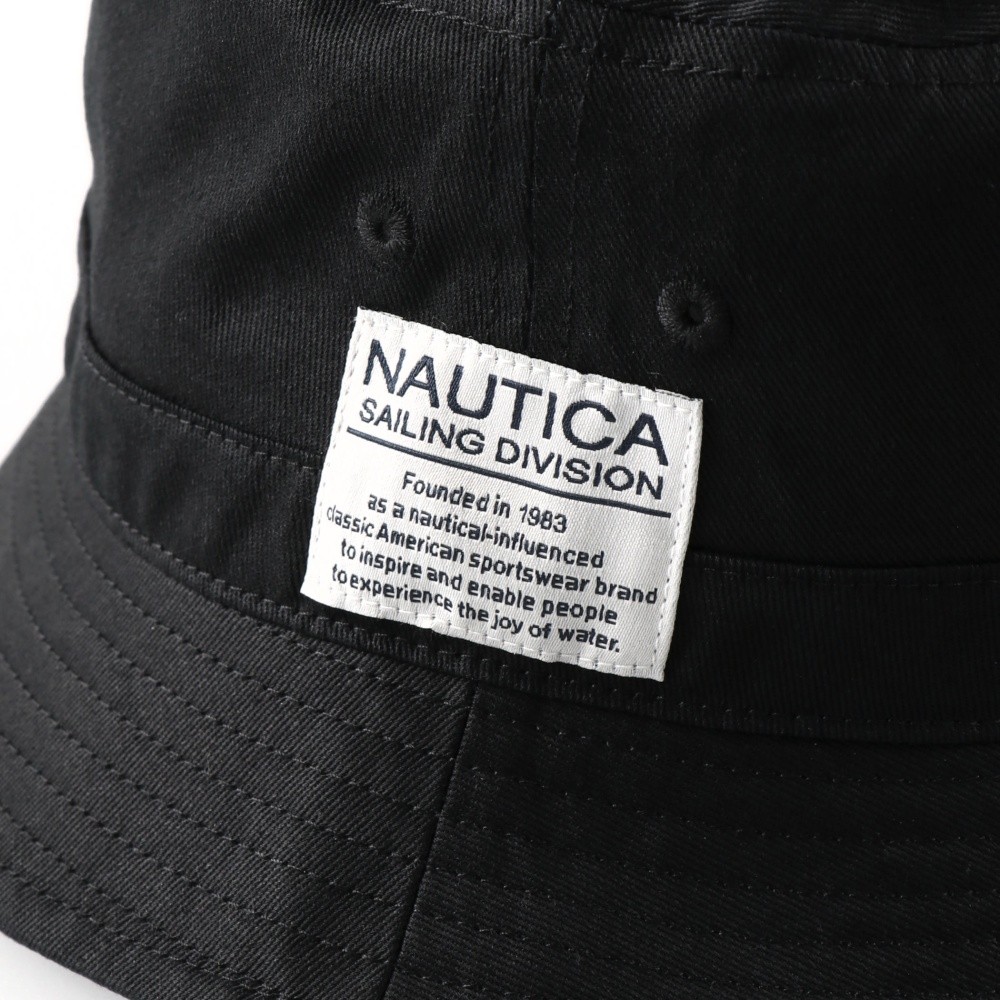 NAUTICA
SAILING DIVISION
Founded in 1983
as a nautical-influenced
classic American sportswear brand
to inspire and enable people
to experience the joy of water.